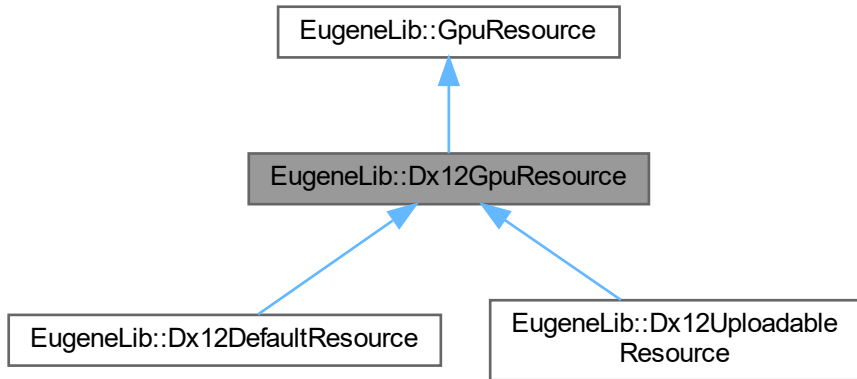 EugeneLib::GpuResource
EugeneLib::Dx12GpuResource
EugeneLib::Dx12DefaultResource
EugeneLib::Dx12Uploadable
Resource